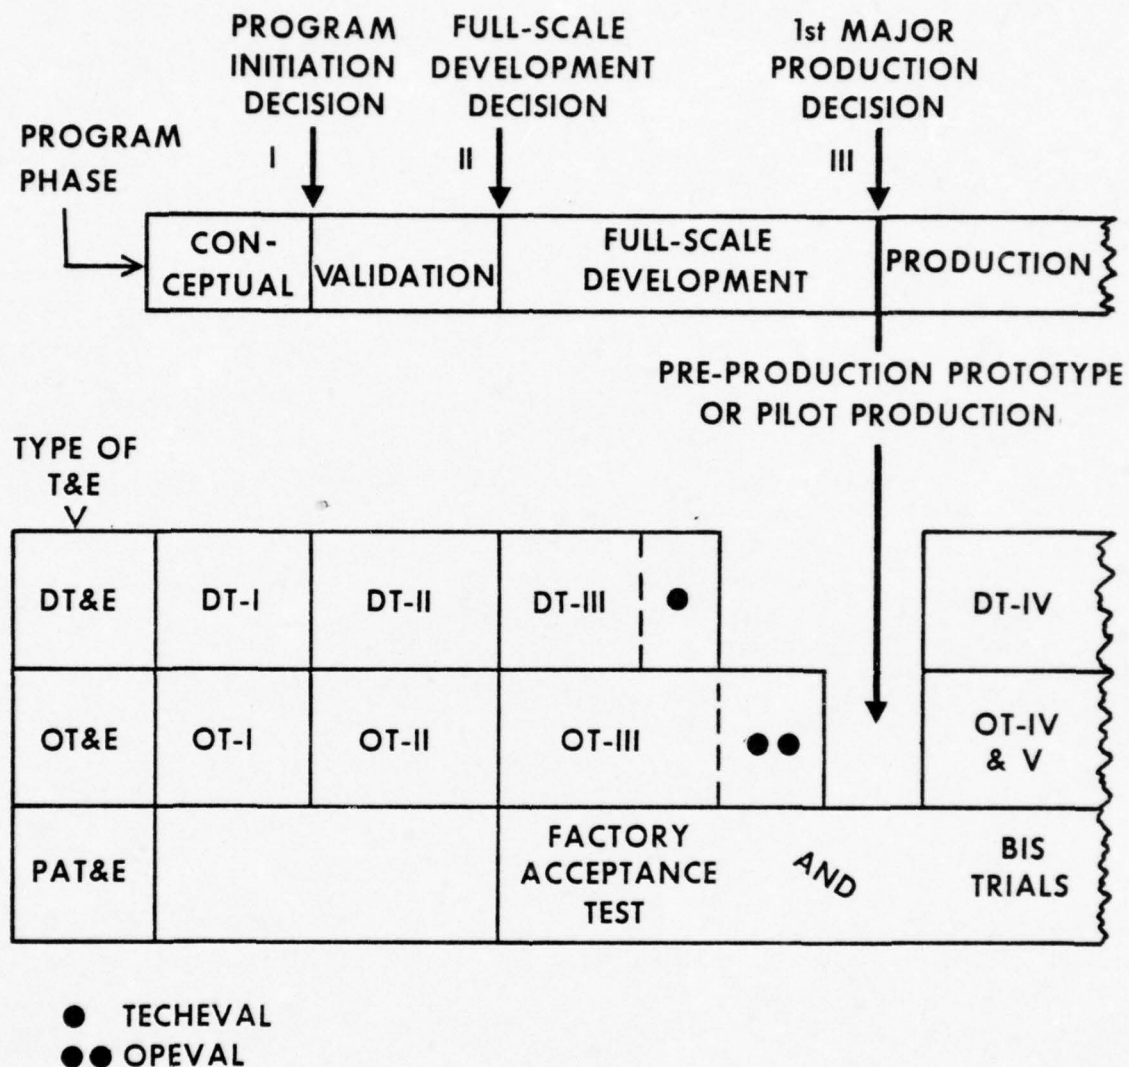 PROGRAM
INITIATION
DECISION
FULL-SCALE
DEVELOPMENT
DECISION
1st MAJOR
PRODUCTION
DECISION
PROGRAM
PHASE
I
II
III
CON-
CEPTUAL
VALIDATION
FULL-SCALE
DEVELOPMENT
PRODUCTION
PRE-PRODUCTION PROTOTYPE
OR PILOT PRODUCTION
TYPE OF
T&E
DT&E
DT-I
DT-II
DT-III
DT-IV
OT&E
OT-I
OT-II
OT-III
OT-IV
& V
PAT&E
FACTORY
ACCEPTANCE
TEST
AND
BIS
TRIALS
● TECHEVAL
●● OPEVAL